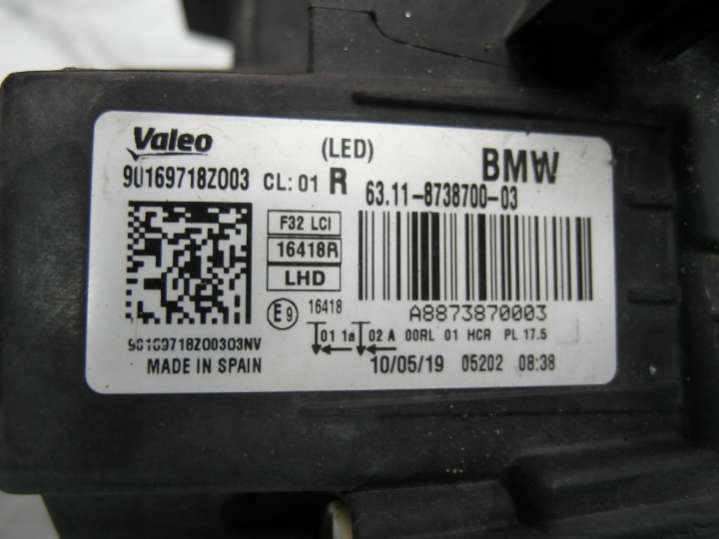 Valeo (LED) BMW
90169718Z003 CL: 01 R 63.11-8738700-03
F32 LCI
16418R
LHD
E9 16418
A8873870003
01 1a 02 A 00RL 01 HCR PL 17.5
90169718Z00303NV
MADE IN SPAIN 10/05/19 05202 08:38